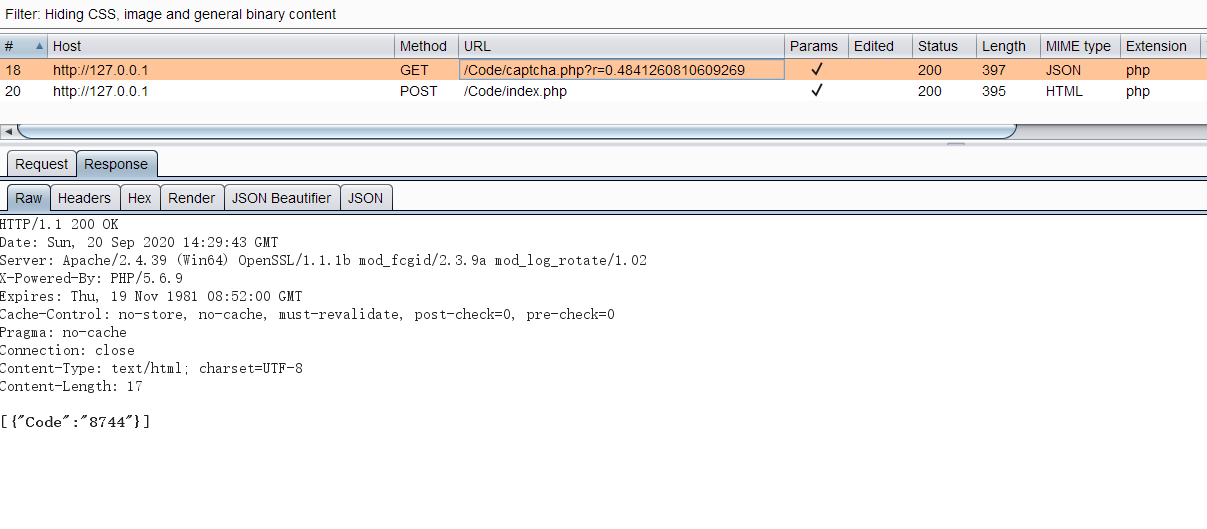 Filter: Hiding CSS, image and general binary content
# Host Method URL Params Edited Status Length MIME type Extension
18 http://127.0.0.1 GET /Code/captcha.php?r=0.4841260810609269 ✓ 200 397 JSON php
20 http://127.0.0.1 POST /Code/index.php ✓ 200 395 HTML php
Request Response
Raw Headers Hex Render JSON Beautifier JSON
HTTP/1.1 200 OK
Date: Sun, 20 Sep 2020 14:29:43 GMT
Server: Apache/2.4.39 (Win64) OpenSSL/1.1.1b mod_fcgid/2.3.9a mod_log_rotate/1.02
X-Powered-By: PHP/5.6.9
Expires: Thu, 19 Nov 1981 08:52:00 GMT
Cache-Control: no-store, no-cache, must-revalidate, post-check=0, pre-check=0
Pragma: no-cache
Connection: close
Content-Type: text/html; charset=UTF-8
Content-Length: 17
[{"Code":"8744"}]